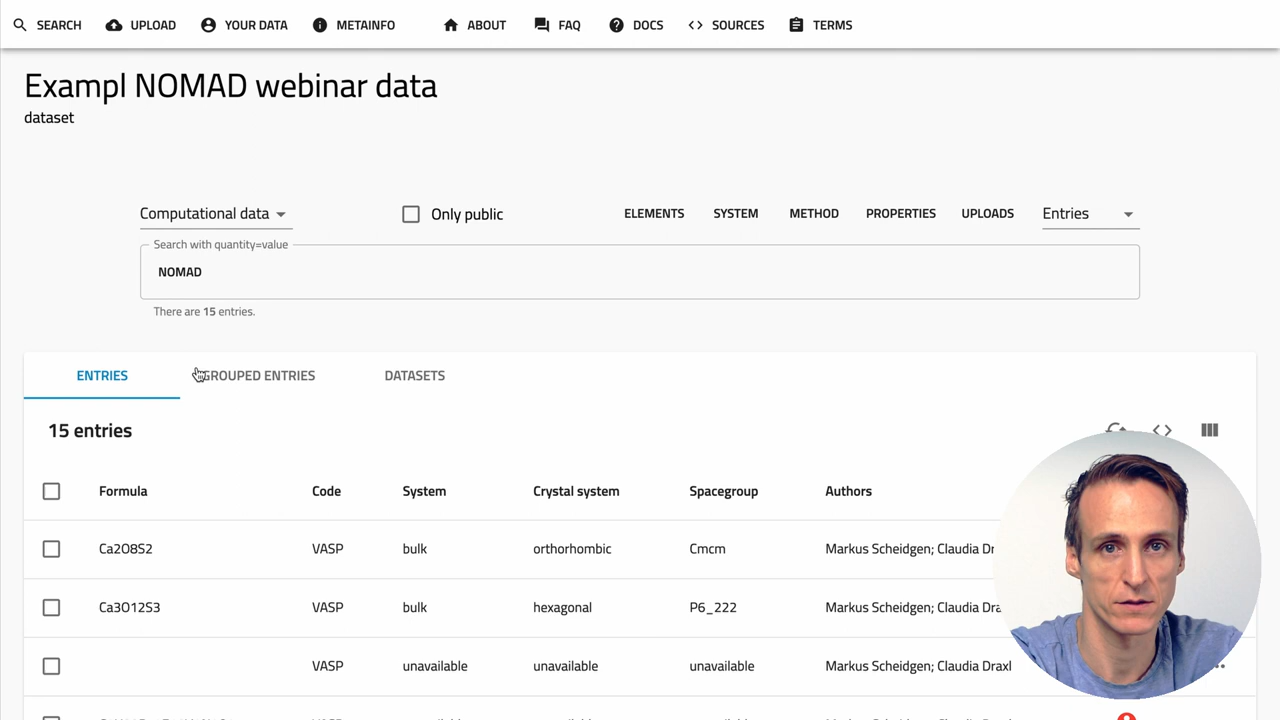 SEARCH UPLOAD YOUR DATA METAINFO ABOUT FAQ DOCS SOURCES TERMS
Exampl NOMAD webinar data
dataset
Computational data Only public ELEMENTS SYSTEM METHOD PROPERTIES UPLOADS Entries
Search with quantity=value
NOMAD
There are 15 entries.
ENTRIES GROUPED ENTRIES DATASETS
15 entries
Formula Code System Crystal system Spacegroup Authors
Ca2O8S2 VASP bulk orthorhombic Cmcm Markus Scheidgen; Claudia
Ca3O12S3 VASP bulk hexagonal P6_222 Markus Scheidgen; Claudia
VASP unavailable unavailable unavailable Markus Scheidgen; Claudia Draxl